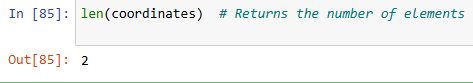 In [85]: len(coordinates)  # Returns the number of elements
Out[85]: 2